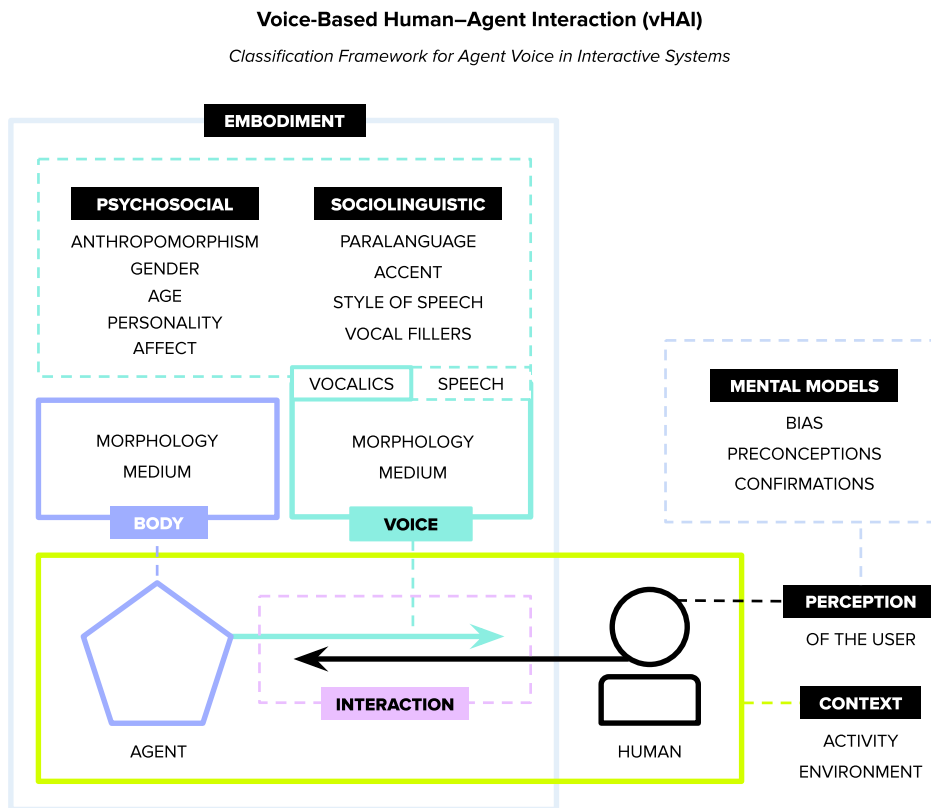 Voice-Based Human–Agent Interaction (vHAI)
Classification Framework for Agent Voice in Interactive Systems
EMBODIMENT
PSYCHOSOCIAL
ANTHROPOMORPHISM
GENDER
AGE
PERSONALITY
AFFECT
SOCIOLINGUISTIC
PARALANGUAGE
ACCENT
STYLE OF SPEECH
VOCAL FILLERS
VOCALICS
SPEECH
MORPHOLOGY
MEDIUM
BODY
MORPHOLOGY
MEDIUM
VOICE
MENTAL MODELS
BIAS
PRECONCEPTIONS
CONFIRMATIONS
PERCEPTION
OF THE USER
INTERACTION
AGENT
HUMAN
CONTEXT
ACTIVITY
ENVIRONMENT